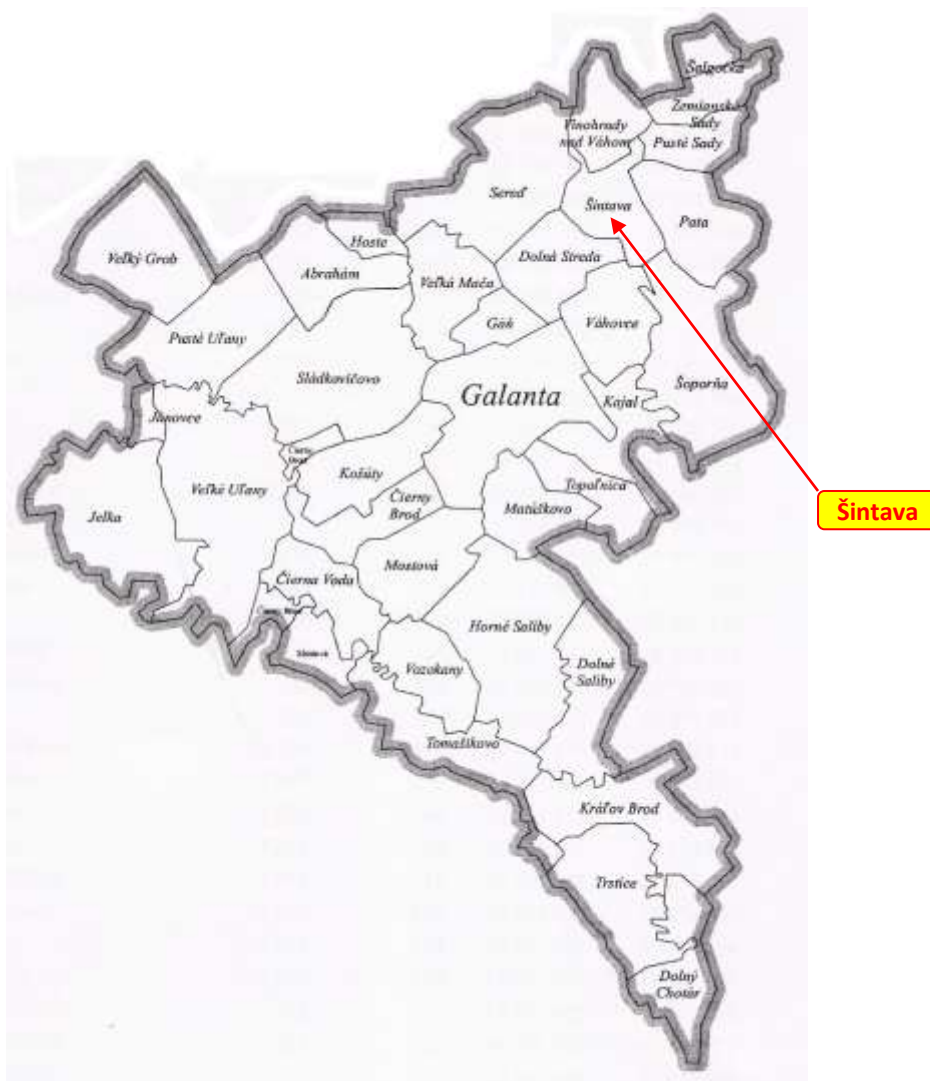 Šalgočka
Zemianské
Sady
Vinohrady
nad Váhom
Pusté Sady
Sereď
Šintava
Pata
Hoste
Veľký Grob
Abrahám
Dolná Streda
Veľká Mača
Gáň
Váhovce
Pusté Uľany
Sládkovičovo
Galanta
Šoporňa
Kajal
Jánovce
Košúty
Čierny
Brod
Topoľnica
Veľké Uľany
Matúškovo
Jelka
Šintava
Mostová
Čierna Voda
Horné Saliby
Dolné
Saliby
Vozokany
Tomášikovo
Kráľov Brod
Trstice
Dolný
Chotár